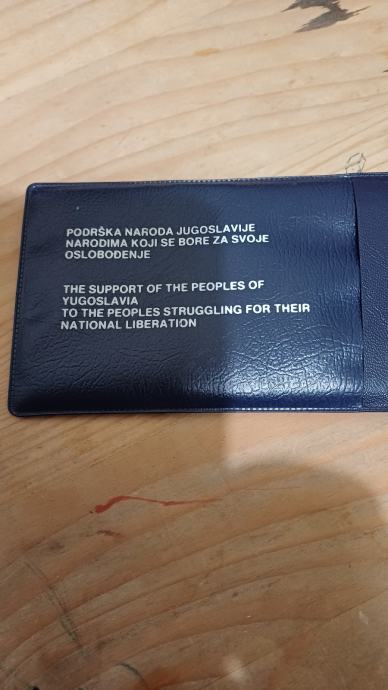 PODRŠKA NARODA JUGOSLAVIJE
NARODIMA KOJI SE BORE ZA SVOJE
OSLOBOĐENJE
THE SUPPORT OF THE PEOPLES OF
YUGOSLAVIA
TO THE PEOPLES STRUGGLING FOR THEIR
NATIONAL LIBERATION